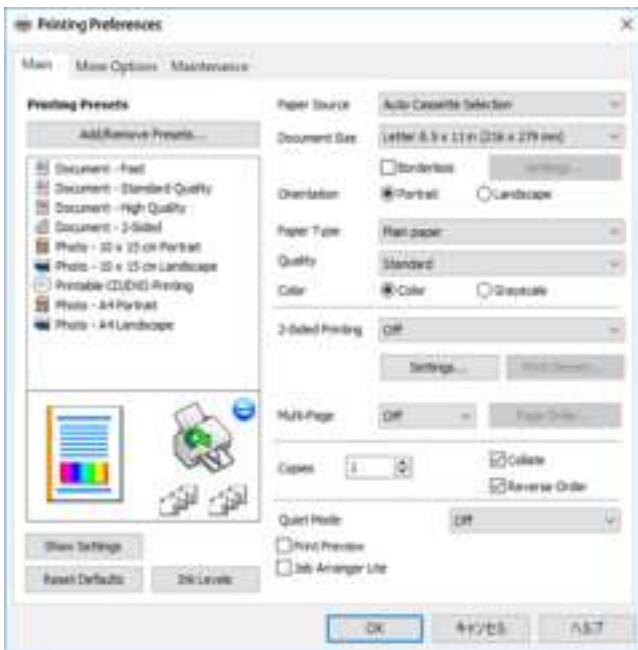 Printing Preferences
Main
More Options
Maintenance
Printing Presets
Add/Remove Presets...
Document - Fast
Document - Standard Quality
Document - High Quality
Document - 2-Sided
Photo - 10 x 15 cm Portrait
Photo - 10 x 15 cm Landscape
Printable CD/DVD Printing
Photo - A4 Portrait
Photo - A4 Landscape
Show Settings
Reset Defaults
Ink Levels
Paper Source
Auto Cassette Selection
Document Size
Letter 8.5 x 11 in (216 x 279 mm)
Borderless
Settings...
Orientation
Portrait
Landscape
Paper Type
Plain paper
Quality
Standard
Color
Color
Grayscale
2-Sided Printing
Off
Settings...
Print Density...
Multi-Page
Off
Page Order...
Copies
1
Collate
Reverse Order
Quiet Mode
Off
Print Preview
Job Arranger Lite
OK
キャンセル
ヘルプ